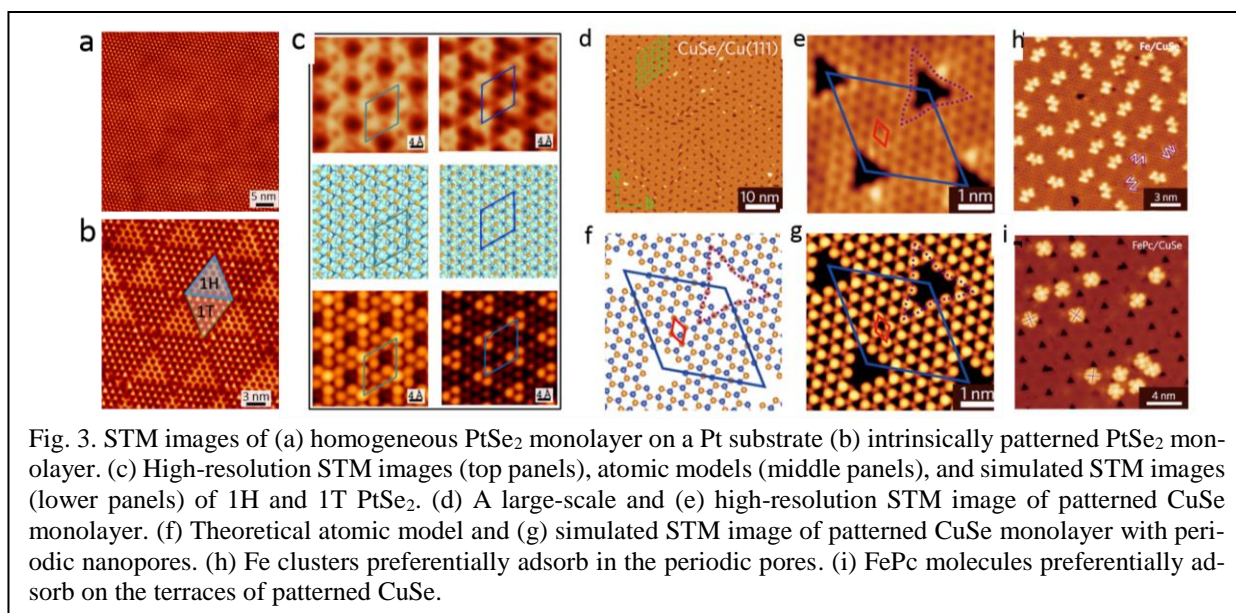 a
5 nm
b
1H
1T
3 nm
c
4 Å
4 Å
4 Å
4 Å
d
CuSe/Cu(111)
10 nm
e
1 nm
f
g
1 nm
h
Fe/CuSe
3 nm
i
FePc/CuSe
4 nm
Fig. 3. STM images of (a) homogeneous PtSe₂ monolayer on a Pt substrate (b) intrinsically patterned PtSe₂ mon-
olayer. (c) High-resolution STM images (top panels), atomic models (middle panels), and simulated STM images
(lower panels) of 1H and 1T PtSe₂. (d) A large-scale and (e) high-resolution STM image of patterned CuSe
monolayer. (f) Theoretical atomic model and (g) simulated STM image of patterned CuSe monolayer with peri-
odic nanopores. (h) Fe clusters preferentially adsorb in the periodic pores. (i) FePc molecules preferentially ad-
sorb on the terraces of patterned CuSe.